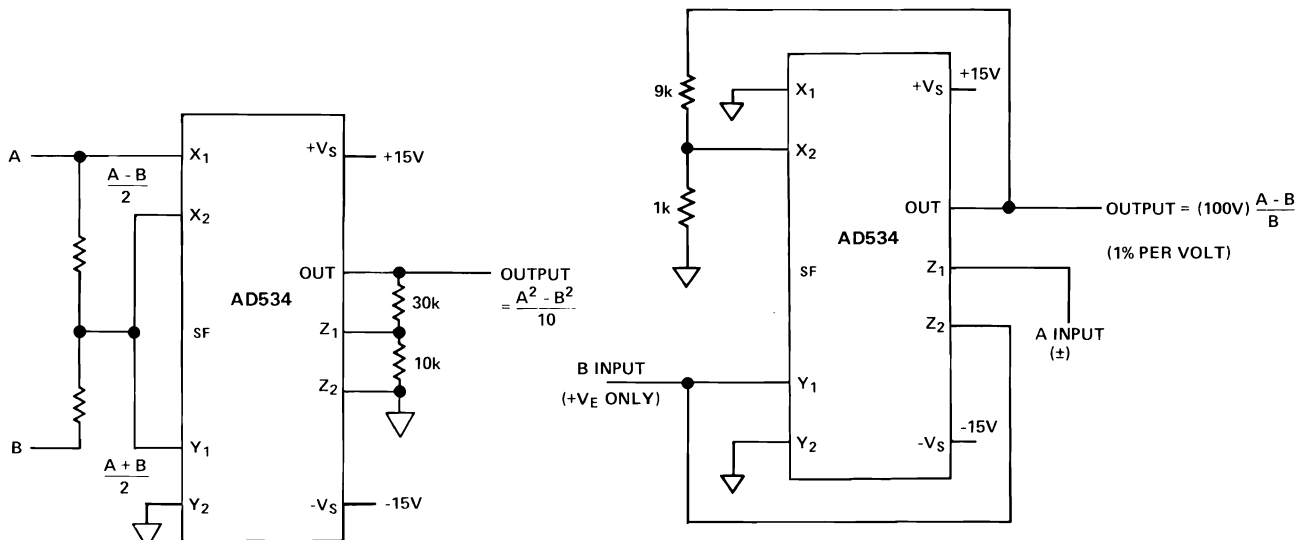 A
X1
A - B
2
X2
+VS
+15V
OUT
OUTPUT
= A² - B²
10
AD534
30k
SF
Z1
10k
Z2
B
Y1
A + B
2
Y2
-VS
-15V
9k
X1
+VS
+15V
X2
1k
OUT
OUTPUT = (100V) A - B
B
(1% PER VOLT)
AD534
SF
Z1
Z2
A INPUT
(±)
B INPUT
(+VE ONLY)
Y1
Y2
-VS
-15V